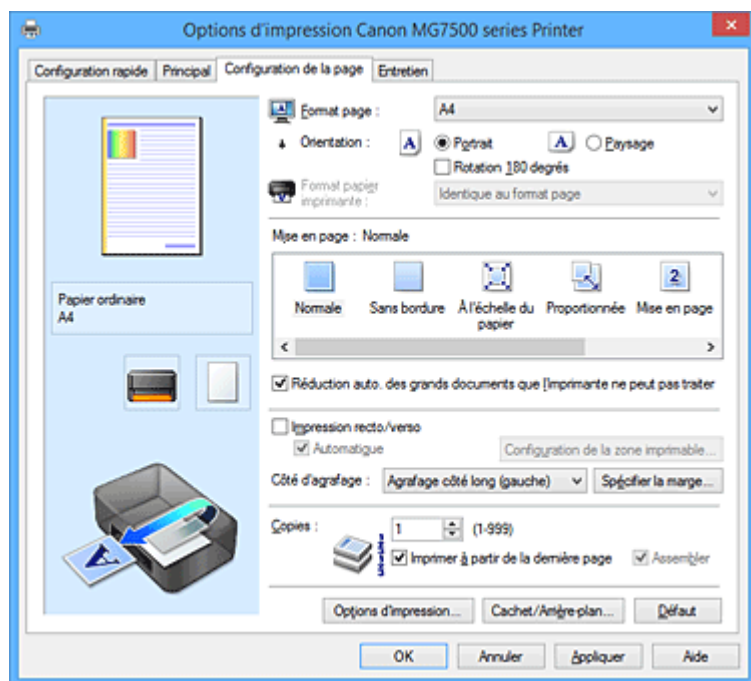 Options d'impression Canon MG7500 series Printer
Configuration rapide Principal Configuration de la page Entretien
Format page : A4
Orientation : A Portrait A Paysage
Rotation 180 degrés
Format papier imprimante : Identique au format page
Mise en page : Normale
Normale Sans bordure À l'échelle du papier Proportionnée Mise en page
2
Papier ordinaire
A4
Réduction auto. des grands documents que l'imprimante ne peut pas traiter
Impression recto/verso
Automatique Configuration de la zone imprimable...
Côté d'agrafage : Agrafage côté long (gauche) Spécifier la marge...
Copies : 1 (1-999)
Imprimer à partir de la dernière page Assembler
A
Options d'impression... Cachet/Arrière-plan... Défaut
OK Annuler Appliquer Aide